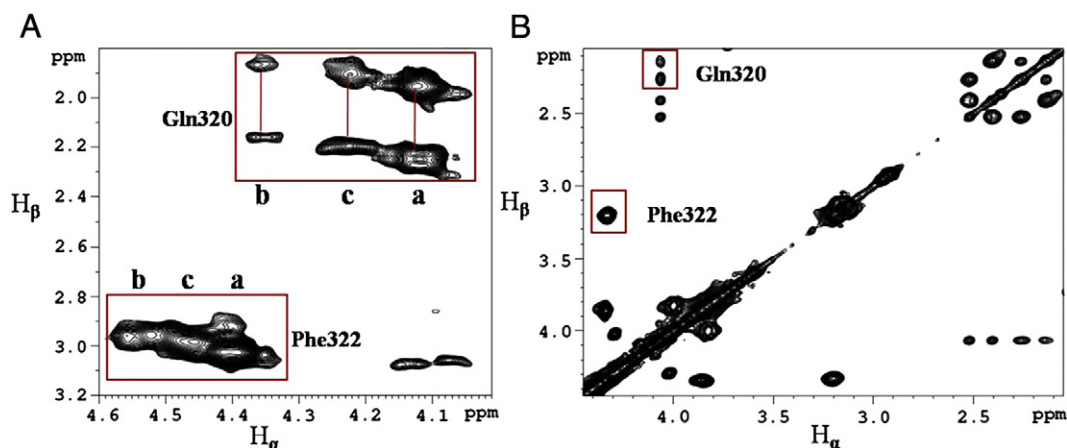 A
ppm
2.0
Gln320
2.2
b c a
2.4
Hβ
2.6
2.8
b c a
Phe322
3.0
3.2
4.6 4.5 4.4 4.3 4.2 4.1 ppm
Hα
B
ppm
Gln320
2.5
3.0
Hβ
Phe322
3.5
4.0
4.0 3.5 3.0 2.5 ppm
Hα